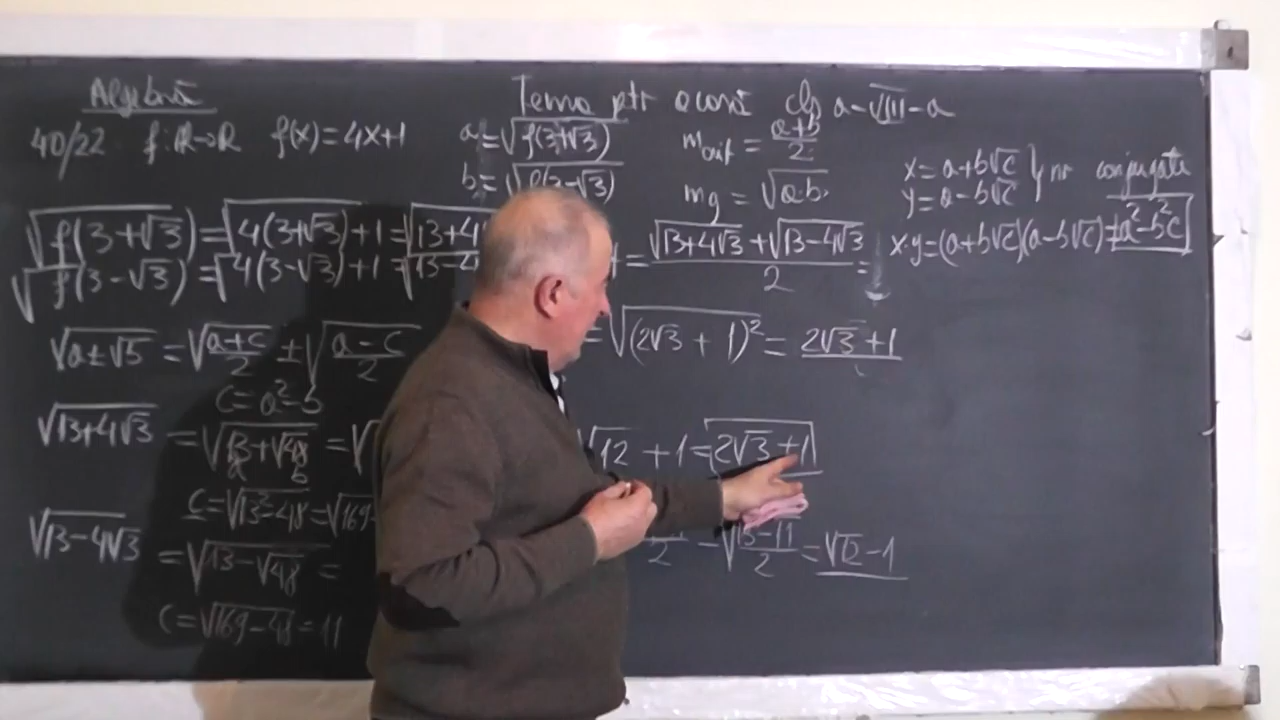 Algebră
Tema ptr acasă cls a-VIII-a
40/22 f:ℝ→ℝ f(x)=4x+1
a=√f(3+√3)
b=√f(3-√3)
m_arit = (a+b)/2
mg = √(a·b)
x=a+b√c } nr conjugate
y=a-b√c
x·y=(a+b√c)(a-b√c)=a²-b²c
√f(3+√3)=√4(3+√3)+1=√13+4
√f(3-√3)=√4(3-√3)+1=√13-4
=(√13+4√3+√13-4√3)/2=
√a±√5=√(a+c)/2±√(a-c)/2
c=a²-b
=√(2√3+1)²=2√3+1
√13+4√3=√13+√48=√
a b
√12+1=2√3+1
c=√13²-48=√169-
√13-4√3=√13-√48=
2 -√(13-11)/2=√12-1
c=√169-48=11